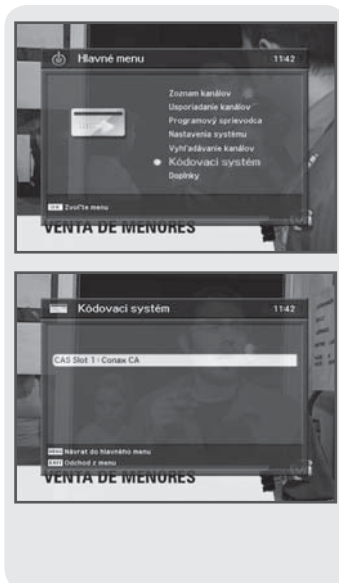 Hlavné menu 11:42
Zoznam kanálov
Usporiadanie kanálov
Programový sprievodca
Nastavenia systému
Vyhľadávanie kanálov
Kódovací systém
Doplnky
OK Zvoľte menu
VENTA DE MENORES
Kódovací systém 11:42
CAS Slot 1 : Conax CA
MENU Návrat do hlavného menu
EXIT Odchod z menu
VENTA DE MENORES